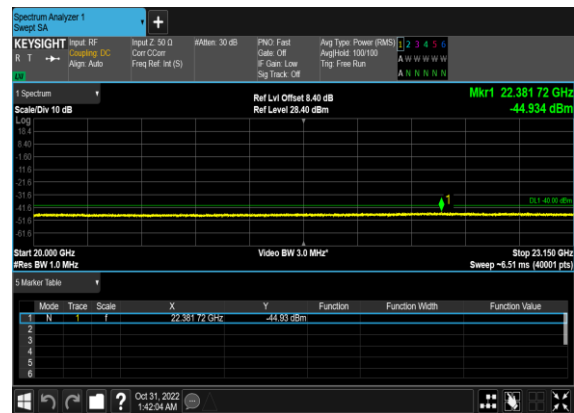 Spectrum Analyzer 1
Swept SA
+
KEYSIGHT Input: RF Input Z: 50 Ω #Atten: 30 dB PNO: Fast Avg Type: Power (RMS) 1 2 3 4 5 6
R T Coupling: DC Corr CCorr Gate: Off Avg|Hold: 100/100 A W W W W W
Align: Auto Freq Ref: Int (S) IF Gain: Low Trig: Free Run
LV Sig Track: Off A N N N N N
1 Spectrum Ref Lvl Offset 8.40 dB Mkr1 22.381 72 GHz
Scale/Div 10 dB Ref Level 28.40 dBm -44.934 dBm
Log
18.4
8.40
-1.60
-11.6
-21.6
-31.6
1
DL1 -40.00 dBm
-41.6
-51.6
-61.6
Start 20.000 GHz Video BW 3.0 MHz* Stop 23.150 GHz
#Res BW 1.0 MHz Sweep ~6.51 ms (40001 pts)
5 Marker Table
Mode Trace Scale X Y Function Function Width Function Value
1 N 1 f 22.381 72 GHz -44.93 dBm
2
3
4
5
6
? Oct 31, 2022
1:42:04 AM